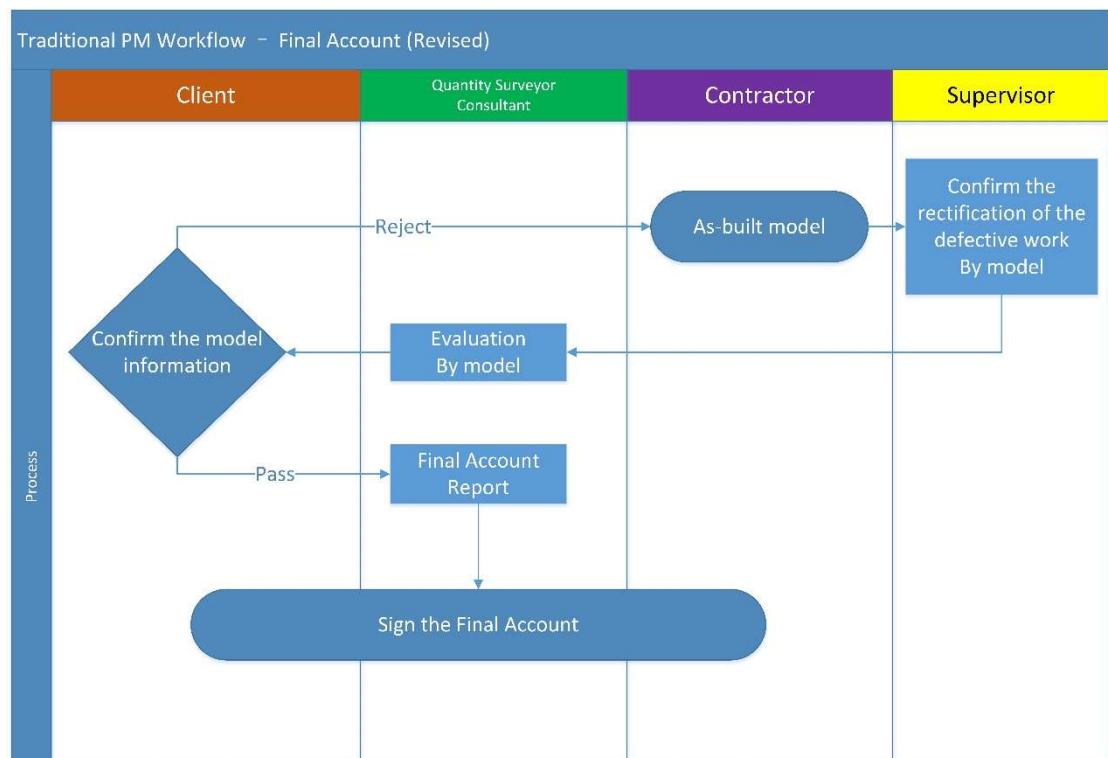 Traditional PM Workflow – Final Account (Revised)
Client
Quantity Surveyor
Consultant
Contractor
Supervisor
Process
Reject
As-built model
Confirm the
rectification of the
defective work
By model
Confirm the model
information
Evaluation
By model
Pass
Final Account
Report
Sign the Final Account